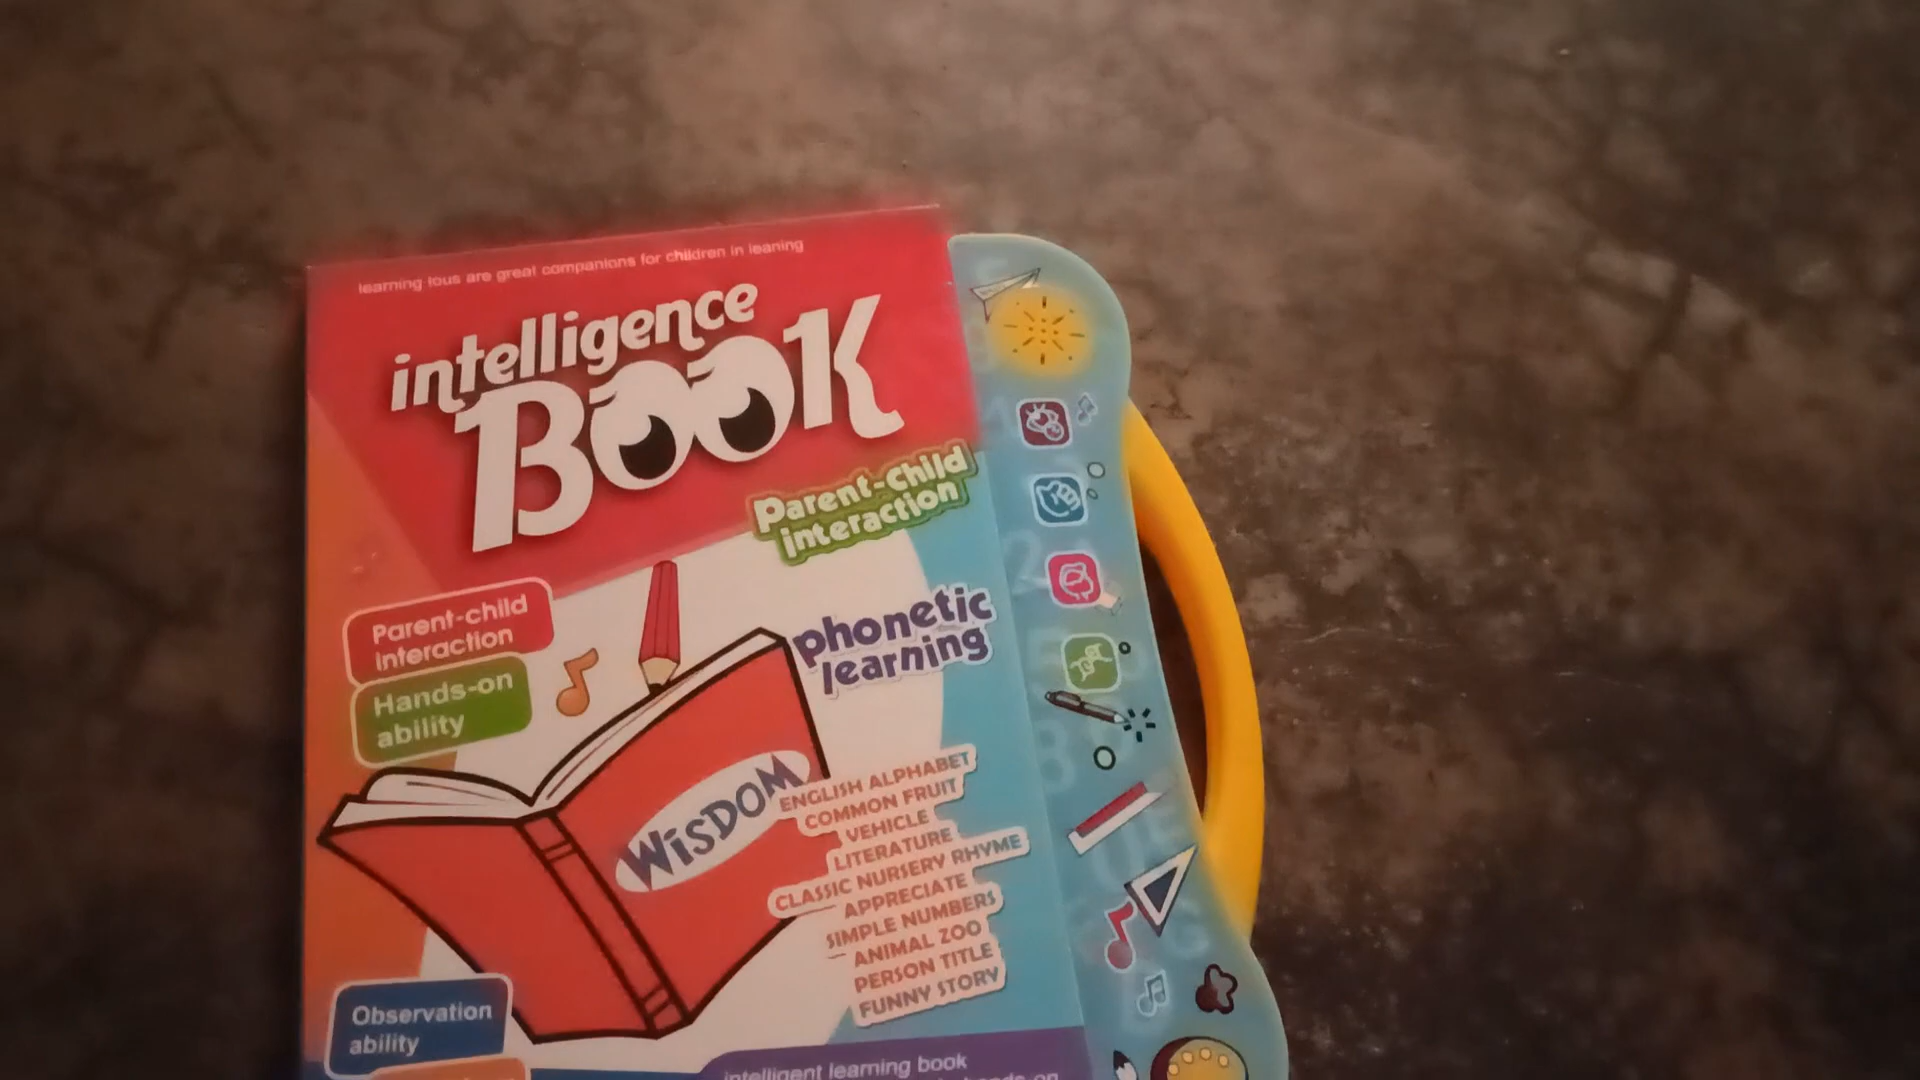 learning tous are great companions for children in leaning
intelligence
BOOK
Parent-Child
interaction
Parent-child
interaction
Hands-on
ability
phonetic
learning
WISDOM
ENGLISH ALPHABET
COMMON FRUIT
VEHICLE
LITERATURE
CLASSIC NURSERY RHYME
APPRECIATE
SIMPLE NUMBERS
ANIMAL ZOO
PERSON TITLE
FUNNY STORY
Observation
ability
intelligent learning book
hands-on